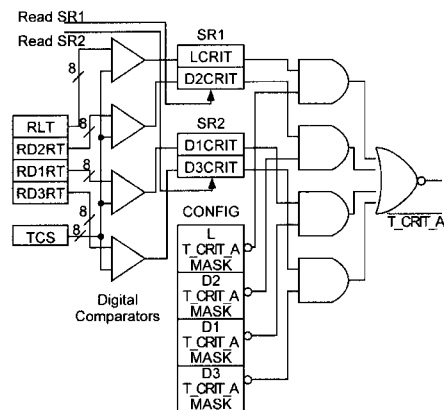 Read SR1
Read SR2
SR1
LCRIT
D2CRIT
8
8
RLT
RD2RT
RD1RT
RD3RT
8
8
8
TCS
SR2
D1CRIT
D3CRIT
CONFIG
L
T_CRIT_A
MASK
D2
T_CRIT_A
MASK
D1
T_CRIT_A
MASK
D3
T_CRIT_A
MASK
Digital
Comparators
T_CRIT_A